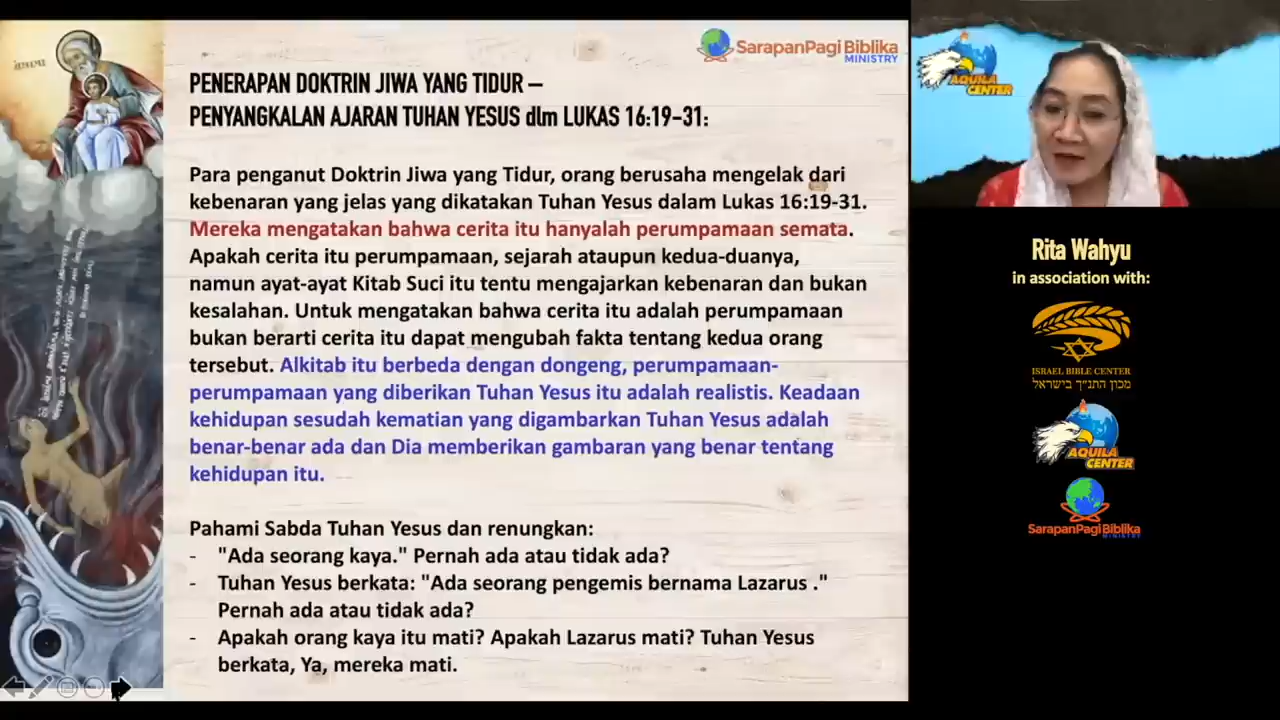 SarapanPagi Biblika
MINISTRY
PENERAPAN DOKTRIN JIWA YANG TIDUR –
PENYANGKALAN AJARAN TUHAN YESUS dlm LUKAS 16:19-31:
Para penganut Doktrin Jiwa yang Tidur, orang berusaha mengelak dari
kebenaran yang jelas yang dikatakan Tuhan Yesus dalam Lukas 16:19-31.
Mereka mengatakan bahwa cerita itu hanyalah perumpamaan semata.
Apakah cerita itu perumpamaan, sejarah ataupun kedua-duanya,
namun ayat-ayat Kitab Suci itu tentu mengajarkan kebenaran dan bukan
kesalahan. Untuk mengatakan bahwa cerita itu adalah perumpamaan
bukan berarti cerita itu dapat mengubah fakta tentang kedua orang
tersebut. Alkitab itu berbeda dengan dongeng, perumpamaan-
perumpamaan yang diberikan Tuhan Yesus itu adalah realistis. Keadaan
kehidupan sesudah kematian yang digambarkan Tuhan Yesus adalah
benar-benar ada dan Dia memberikan gambaran yang benar tentang
kehidupan itu.
Pahami Sabda Tuhan Yesus dan renungkan:
- "Ada seorang kaya." Pernah ada atau tidak ada?
- Tuhan Yesus berkata: "Ada seorang pengemis bernama Lazarus ."
Pernah ada atau tidak ada?
- Apakah orang kaya itu mati? Apakah Lazarus mati? Tuhan Yesus
berkata, Ya, mereka mati.
AQUILA
CENTER
Rita Wahyu
in association with:
ISRAEL BIBLE CENTER
מכון התנ״ך בישראל
AQUILA
CENTER
SarapanPagi Biblika
MINISTRY